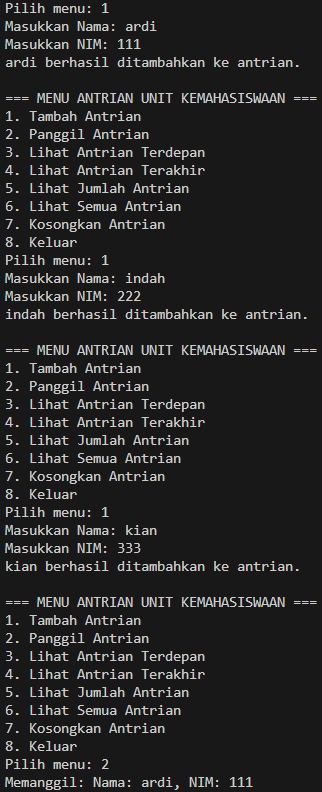 Pilih menu: 1
Masukkan Nama: ardi
Masukkan NIM: 111
ardi berhasil ditambahkan ke antrian.

=== MENU ANTRIAN UNIT KEMAHASISWAAN ===
1. Tambah Antrian
2. Panggil Antrian
3. Lihat Antrian Terdepan
4. Lihat Antrian Terakhir
5. Lihat Jumlah Antrian
6. Lihat Semua Antrian
7. Kosongkan Antrian
8. Keluar
Pilih menu: 1
Masukkan Nama: indah
Masukkan NIM: 222
indah berhasil ditambahkan ke antrian.

=== MENU ANTRIAN UNIT KEMAHASISWAAN ===
1. Tambah Antrian
2. Panggil Antrian
3. Lihat Antrian Terdepan
4. Lihat Antrian Terakhir
5. Lihat Jumlah Antrian
6. Lihat Semua Antrian
7. Kosongkan Antrian
8. Keluar
Pilih menu: 1
Masukkan Nama: kian
Masukkan NIM: 333
kian berhasil ditambahkan ke antrian.

=== MENU ANTRIAN UNIT KEMAHASISWAAN ===
1. Tambah Antrian
2. Panggil Antrian
3. Lihat Antrian Terdepan
4. Lihat Antrian Terakhir
5. Lihat Jumlah Antrian
6. Lihat Semua Antrian
7. Kosongkan Antrian
8. Keluar
Pilih menu: 2
Memanggil: Nama: ardi, NIM: 111